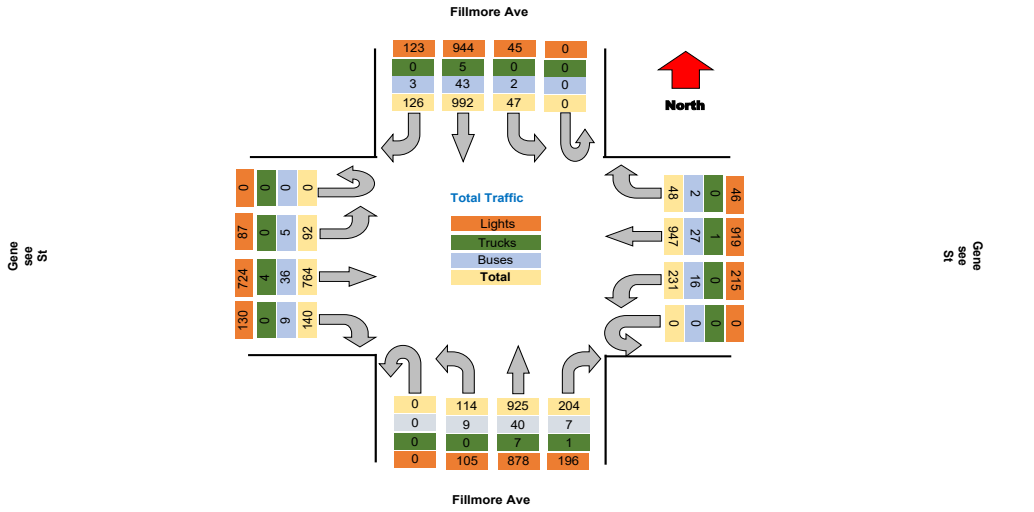 Fillmore Ave
123 944 45 0
0 5 0 0
3 43 2 0
126 992 47 0
North
0 0 0 0
87 0 5 92
724 4 36 764
130 0 9 140
Gene
see
St
Total Traffic
Lights
Trucks
Buses
Total
48 2 0 46
947 27 1 919
231 16 0 215
0 0 0 0
Gene
see
St
0 114 925 204
0 9 40 7
0 0 7 1
0 105 878 196
Fillmore Ave